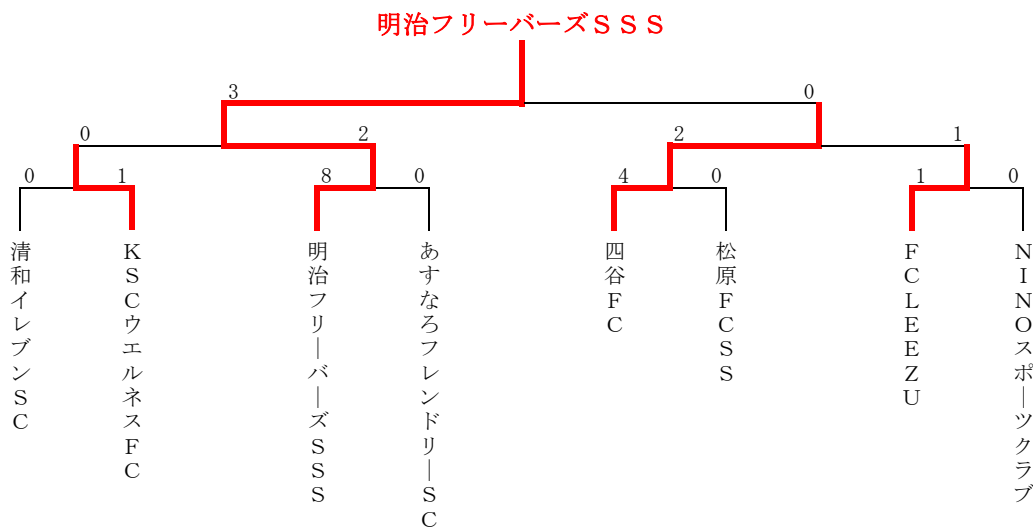 明治フリーバーズＳＳＳ
3
0
0
2
2
1
0
1
8
0
4
0
1
0
清和イレブンＳＣ
ＫＳＣウエルネスＦＣ
明治フリーバーズＳＳＳ
あすなろフレンドリーＳＣ
四谷ＦＣ
松原ＦＣＳＳ
ＦＣＬＥＥＺＵ
ＮＩＮＯスポーツクラブ